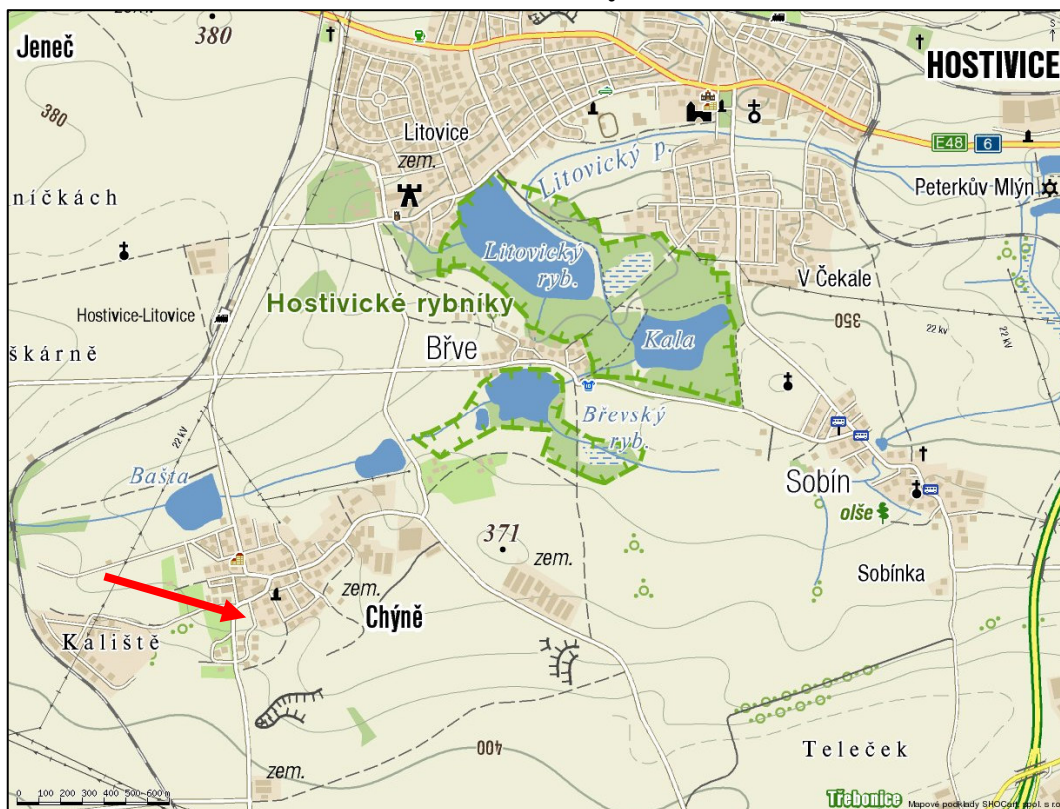 380
Jeneč
HOSTIVICE
380
Litovice
zem.
Litovický p.
E48
6
Peterkův Mlýn
níčkách
Litovický
ryb.
V Čekale
Hostivické rybníky
Hostivice-Litovice
350
22 kV
22 kV
škárně
Břve
Kala
Břevský
ryb.
22 kV
Bašta
Sobín
olše
371
zem.
zem.
Sobínka
Chýně
Kaliště
400
Teleček
zem.
0 100 200 300 400 500 600 m
Třebonice
Mapové podklady SHOCart, spol. s r.o.